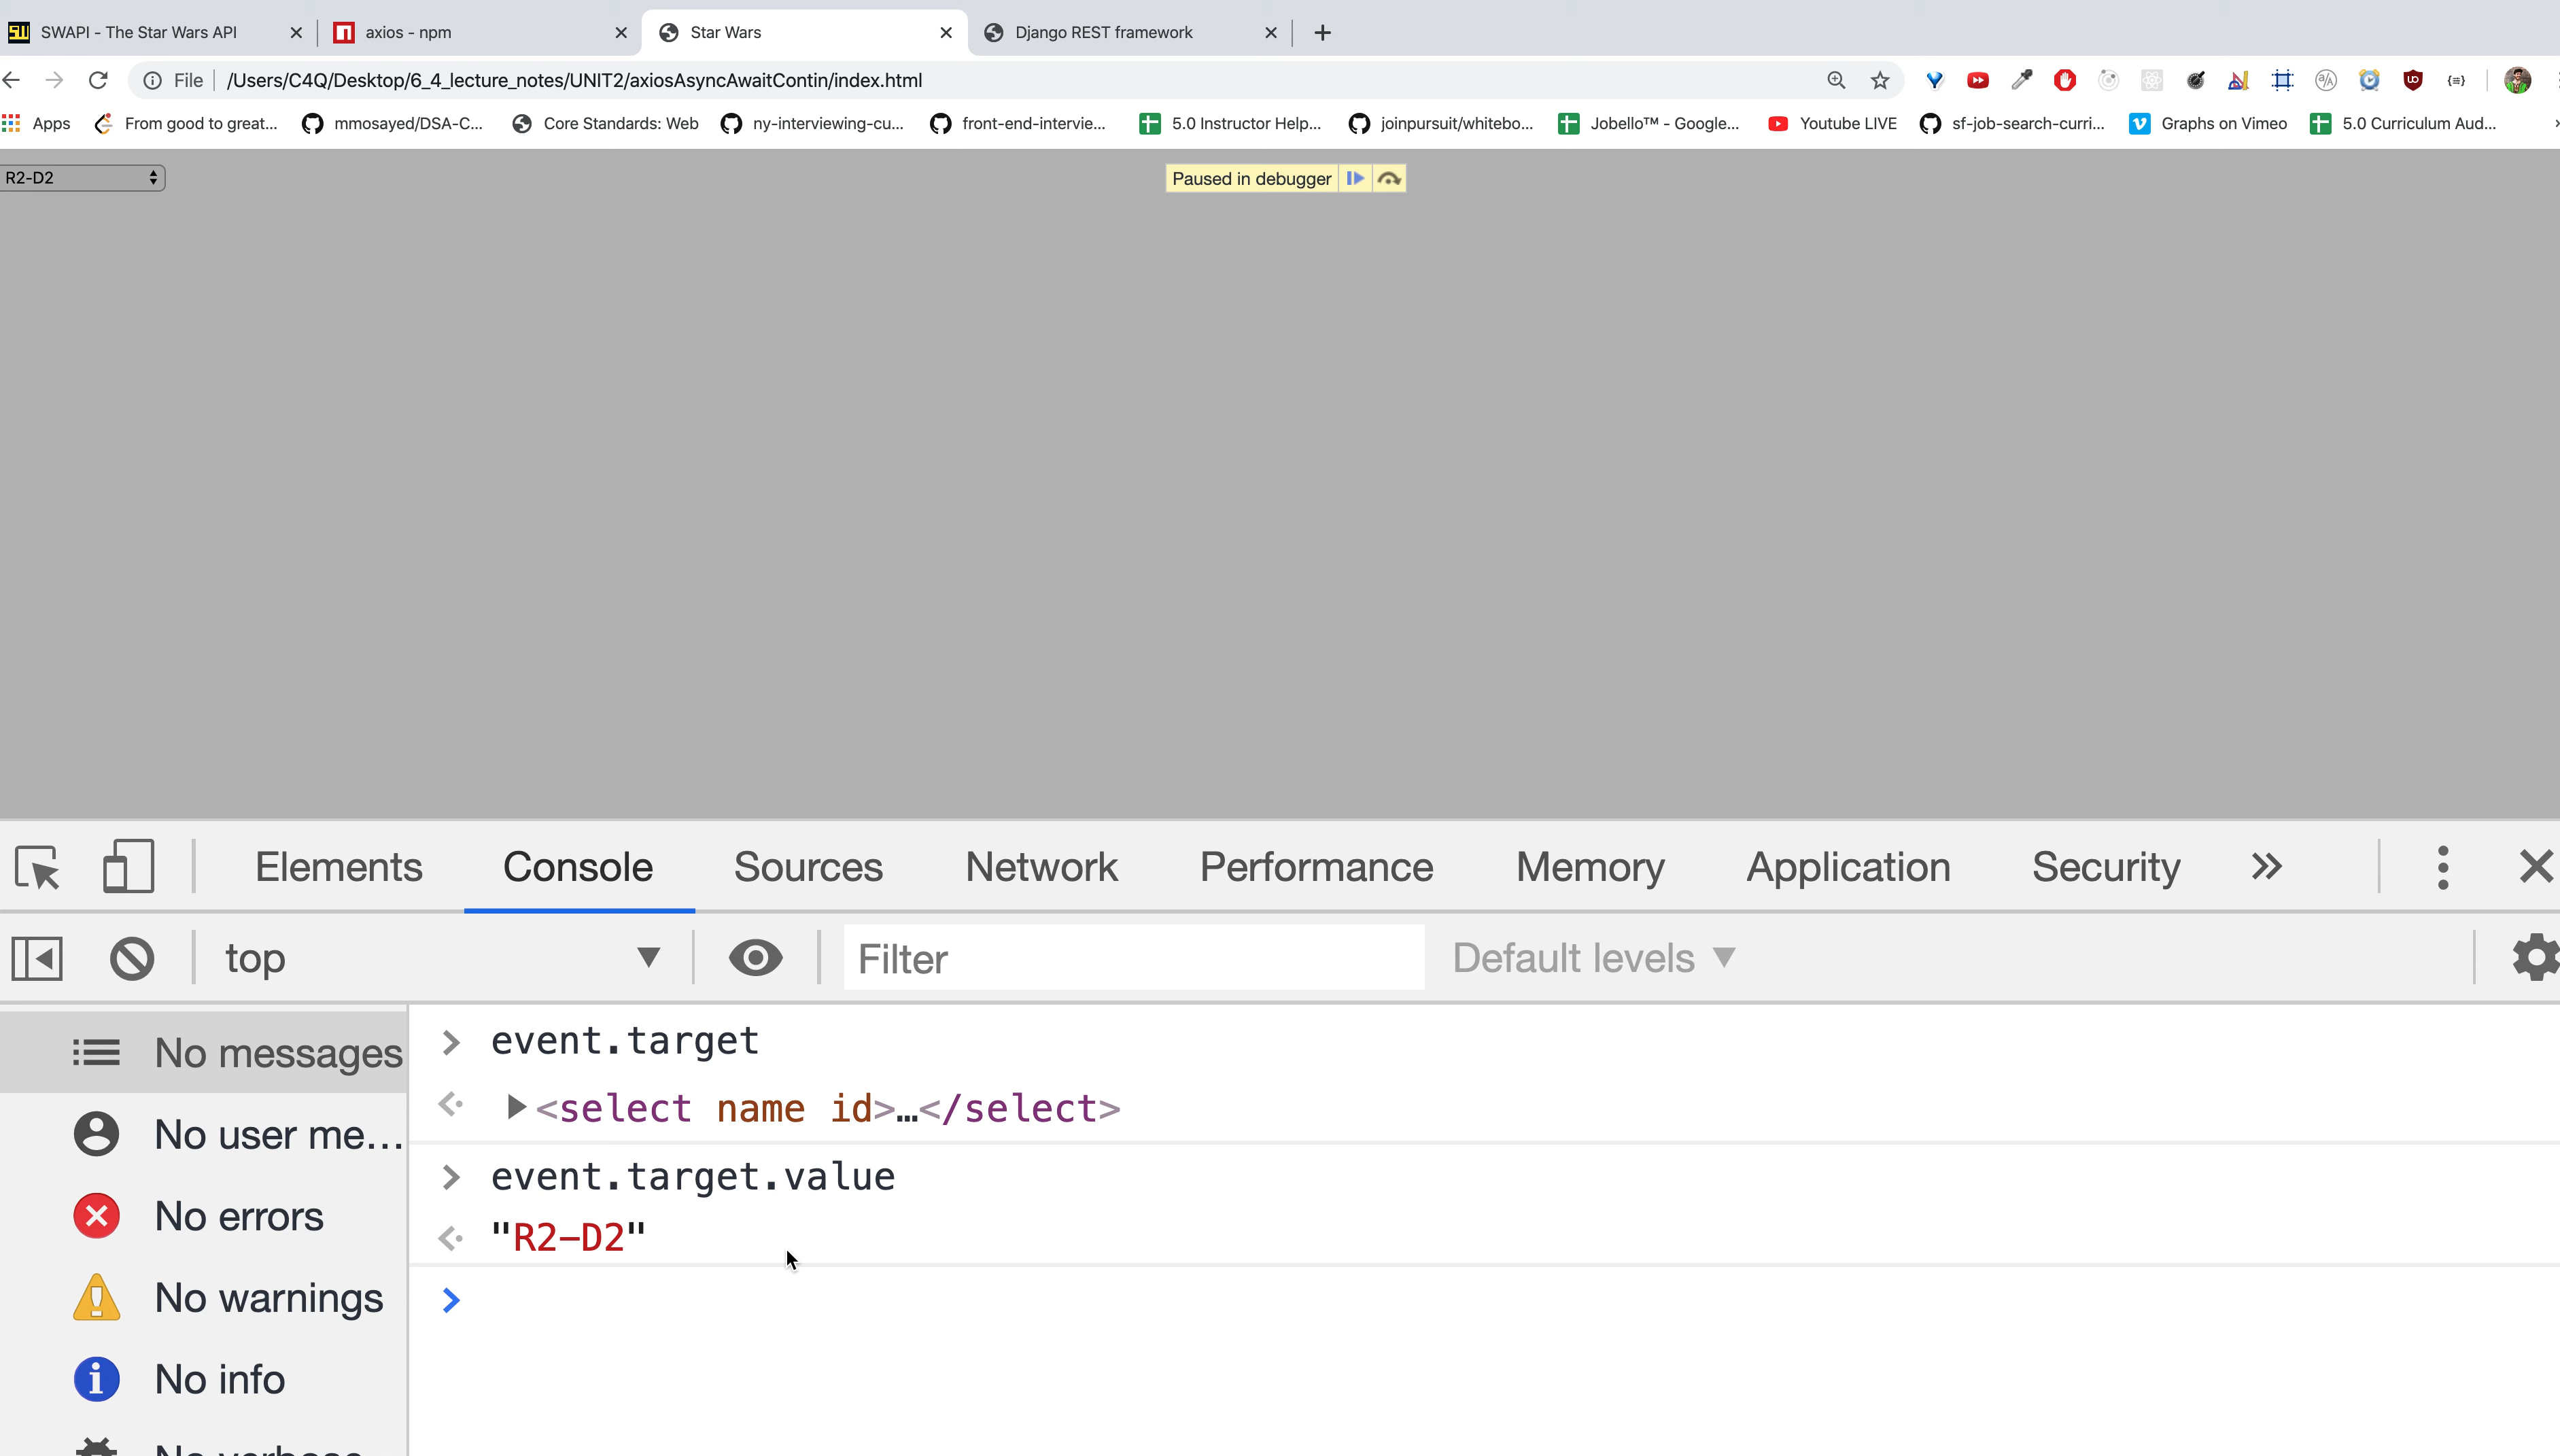 SWAPI - The Star Wars API
axios - npm
Star Wars
Django REST framework
File
/Users/C4Q/Desktop/6_4_lecture_notes/UNIT2/axiosAsyncAwaitContin/index.html
Apps
From good to great...
mmosayed/DSA-C...
Core Standards: Web
ny-interviewing-cu...
front-end-intervie...
5.0 Instructor Help...
joinpursuit/whitebo...
Jobello™ - Google...
Youtube LIVE
sf-job-search-curri...
Graphs on Vimeo
5.0 Curriculum Aud...
R2-D2
Paused in debugger
Elements
Console
Sources
Network
Performance
Memory
Application
Security
top
Filter
Default levels
No messages
No user me...
No errors
No warnings
No info
event.target
<select name id>…</select>
event.target.value
"R2-D2"